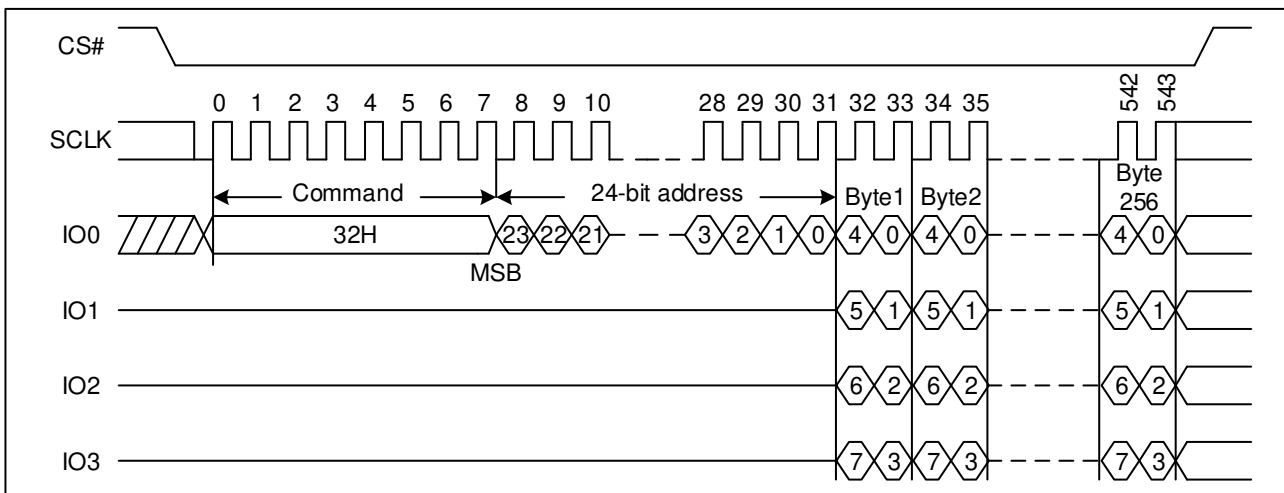 CS#
0 1 2 3 4 5 6 7 8 9 10 28 29 30 31 32 33 34 35 542 543
SCLK
Command 24-bit address Byte1 Byte2 Byte
256
IO0 32H 23 22 21 3 2 1 0 4 0 4 0 4 0
MSB
IO1 5 1 5 1 5 1
IO2 6 2 6 2 6 2
IO3 7 3 7 3 7 3